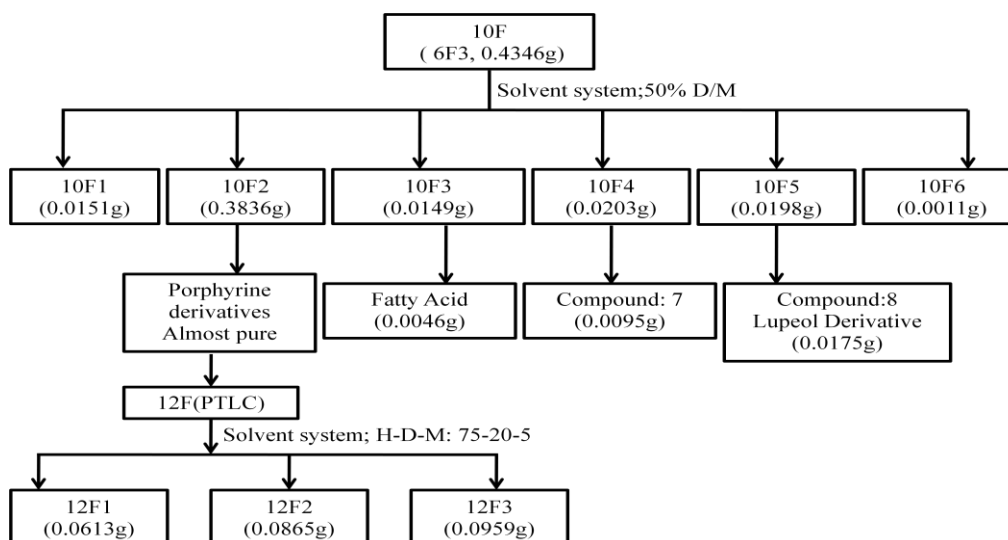 10F
( 6F3, 0.4346g)
Solvent system;50% D/M
10F1
(0.0151g)
10F2
(0.3836g)
10F3
(0.0149g)
10F4
(0.0203g)
10F5
(0.0198g)
10F6
(0.0011g)
Porphyrine
derivatives
Almost pure
Fatty Acid
(0.0046g)
Compound: 7
(0.0095g)
Compound:8
Lupeol Derivative
(0.0175g)
12F(PTLC)
Solvent system; H-D-M: 75-20-5
12F1
(0.0613g)
12F2
(0.0865g)
12F3
(0.0959g)